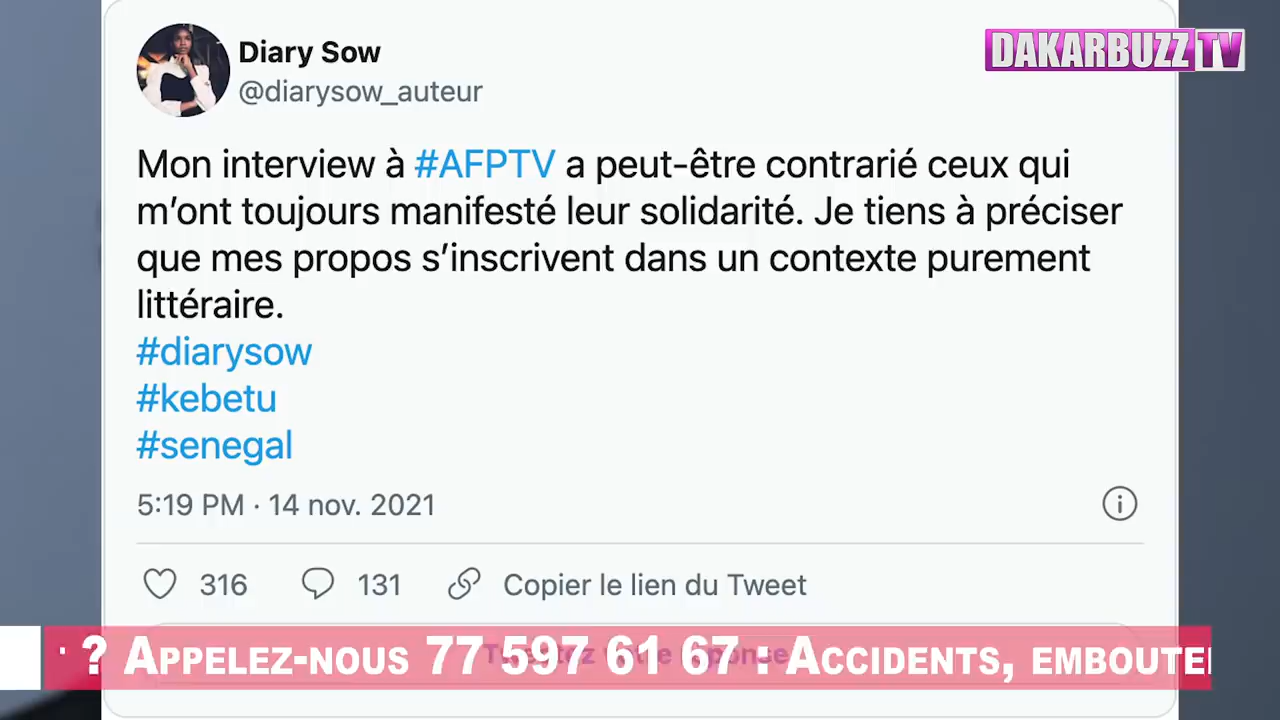 Diary Sow
@diarysow_auteur
DAKARBUZZ TV
Mon interview à #AFPTV a peut-être contrarié ceux qui
m’ont toujours manifesté leur solidarité. Je tiens à préciser
que mes propos s’inscrivent dans un contexte purement
littéraire.
#diarysow
#kebetu
#senegal
5:19 PM · 14 nov. 2021
316 131 Copier le lien du Tweet
? APPELEZ-NOUS 77 597 61 67 : ACCIDENTS, EMBOUTEI